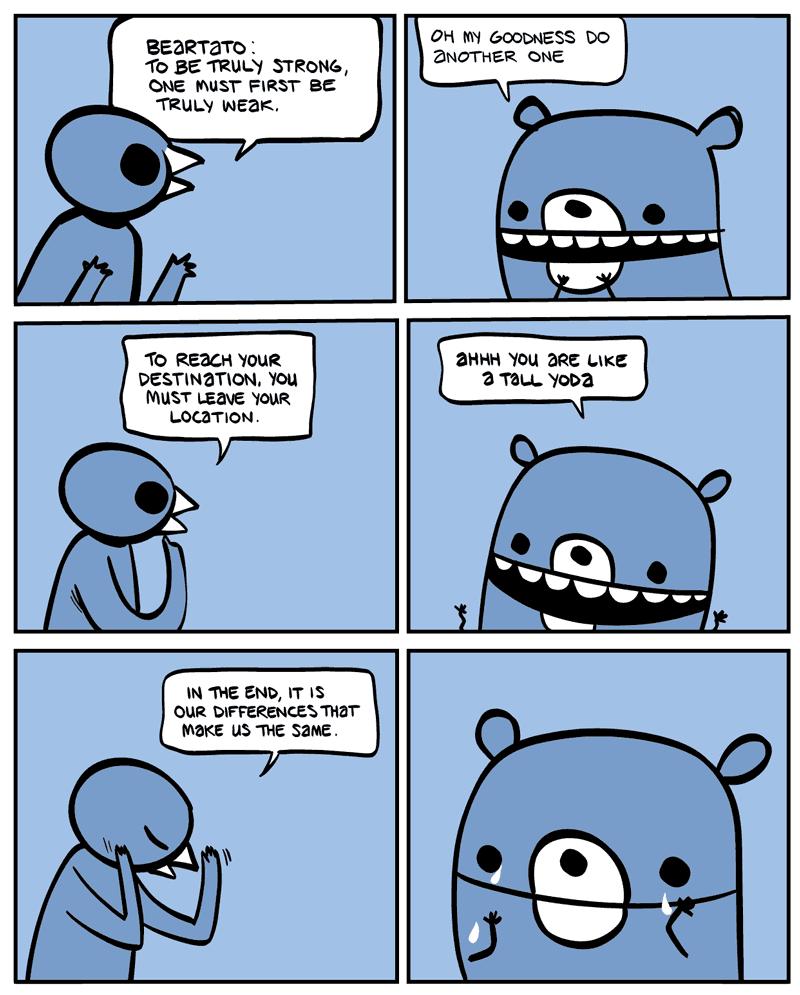 BEARTATO:
TO BE TRULY STRONG,
ONE MUST FIRST BE
TRULY WEAK.
OH MY GOODNESS DO
ANOTHER ONE
TO REACH YOUR
DESTINATION, YOU
MUST LEAVE YOUR
LOCATION.
AHHH YOU ARE LIKE
A TALL YODA
IN THE END, IT IS
OUR DIFFERENCES THAT
MAKE US THE SAME.